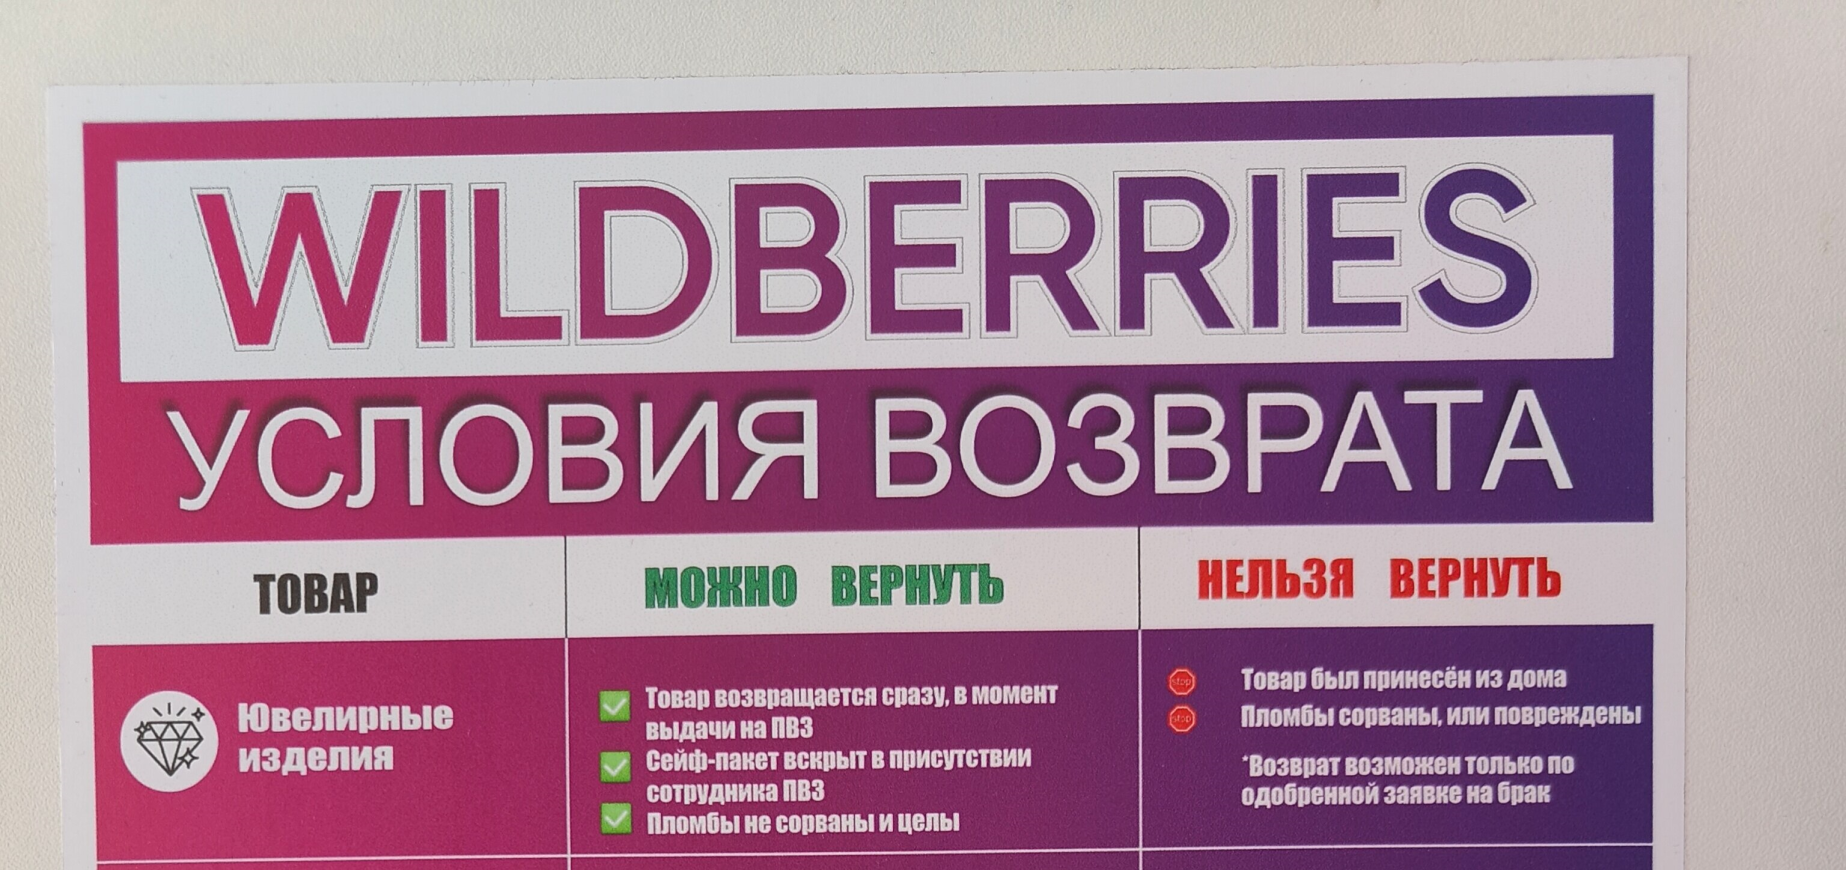 WILDBERRIES
УСЛОВИЯ ВОЗВРАТА
ТОВАР
МОЖНО ВЕРНУТЬ
НЕЛЬЗЯ ВЕРНУТЬ
Ювелирные
изделия
Товар возвращается сразу, в момент
выдачи на ПВЗ
Сейф-пакет вскрыт в присутствии
сотрудника ПВЗ
Пломбы не сорваны и целы
stop
Товар был принесён из дома
stop
Пломбы сорваны, или повреждены
*Возврат возможен только по
одобренной заявке на брак